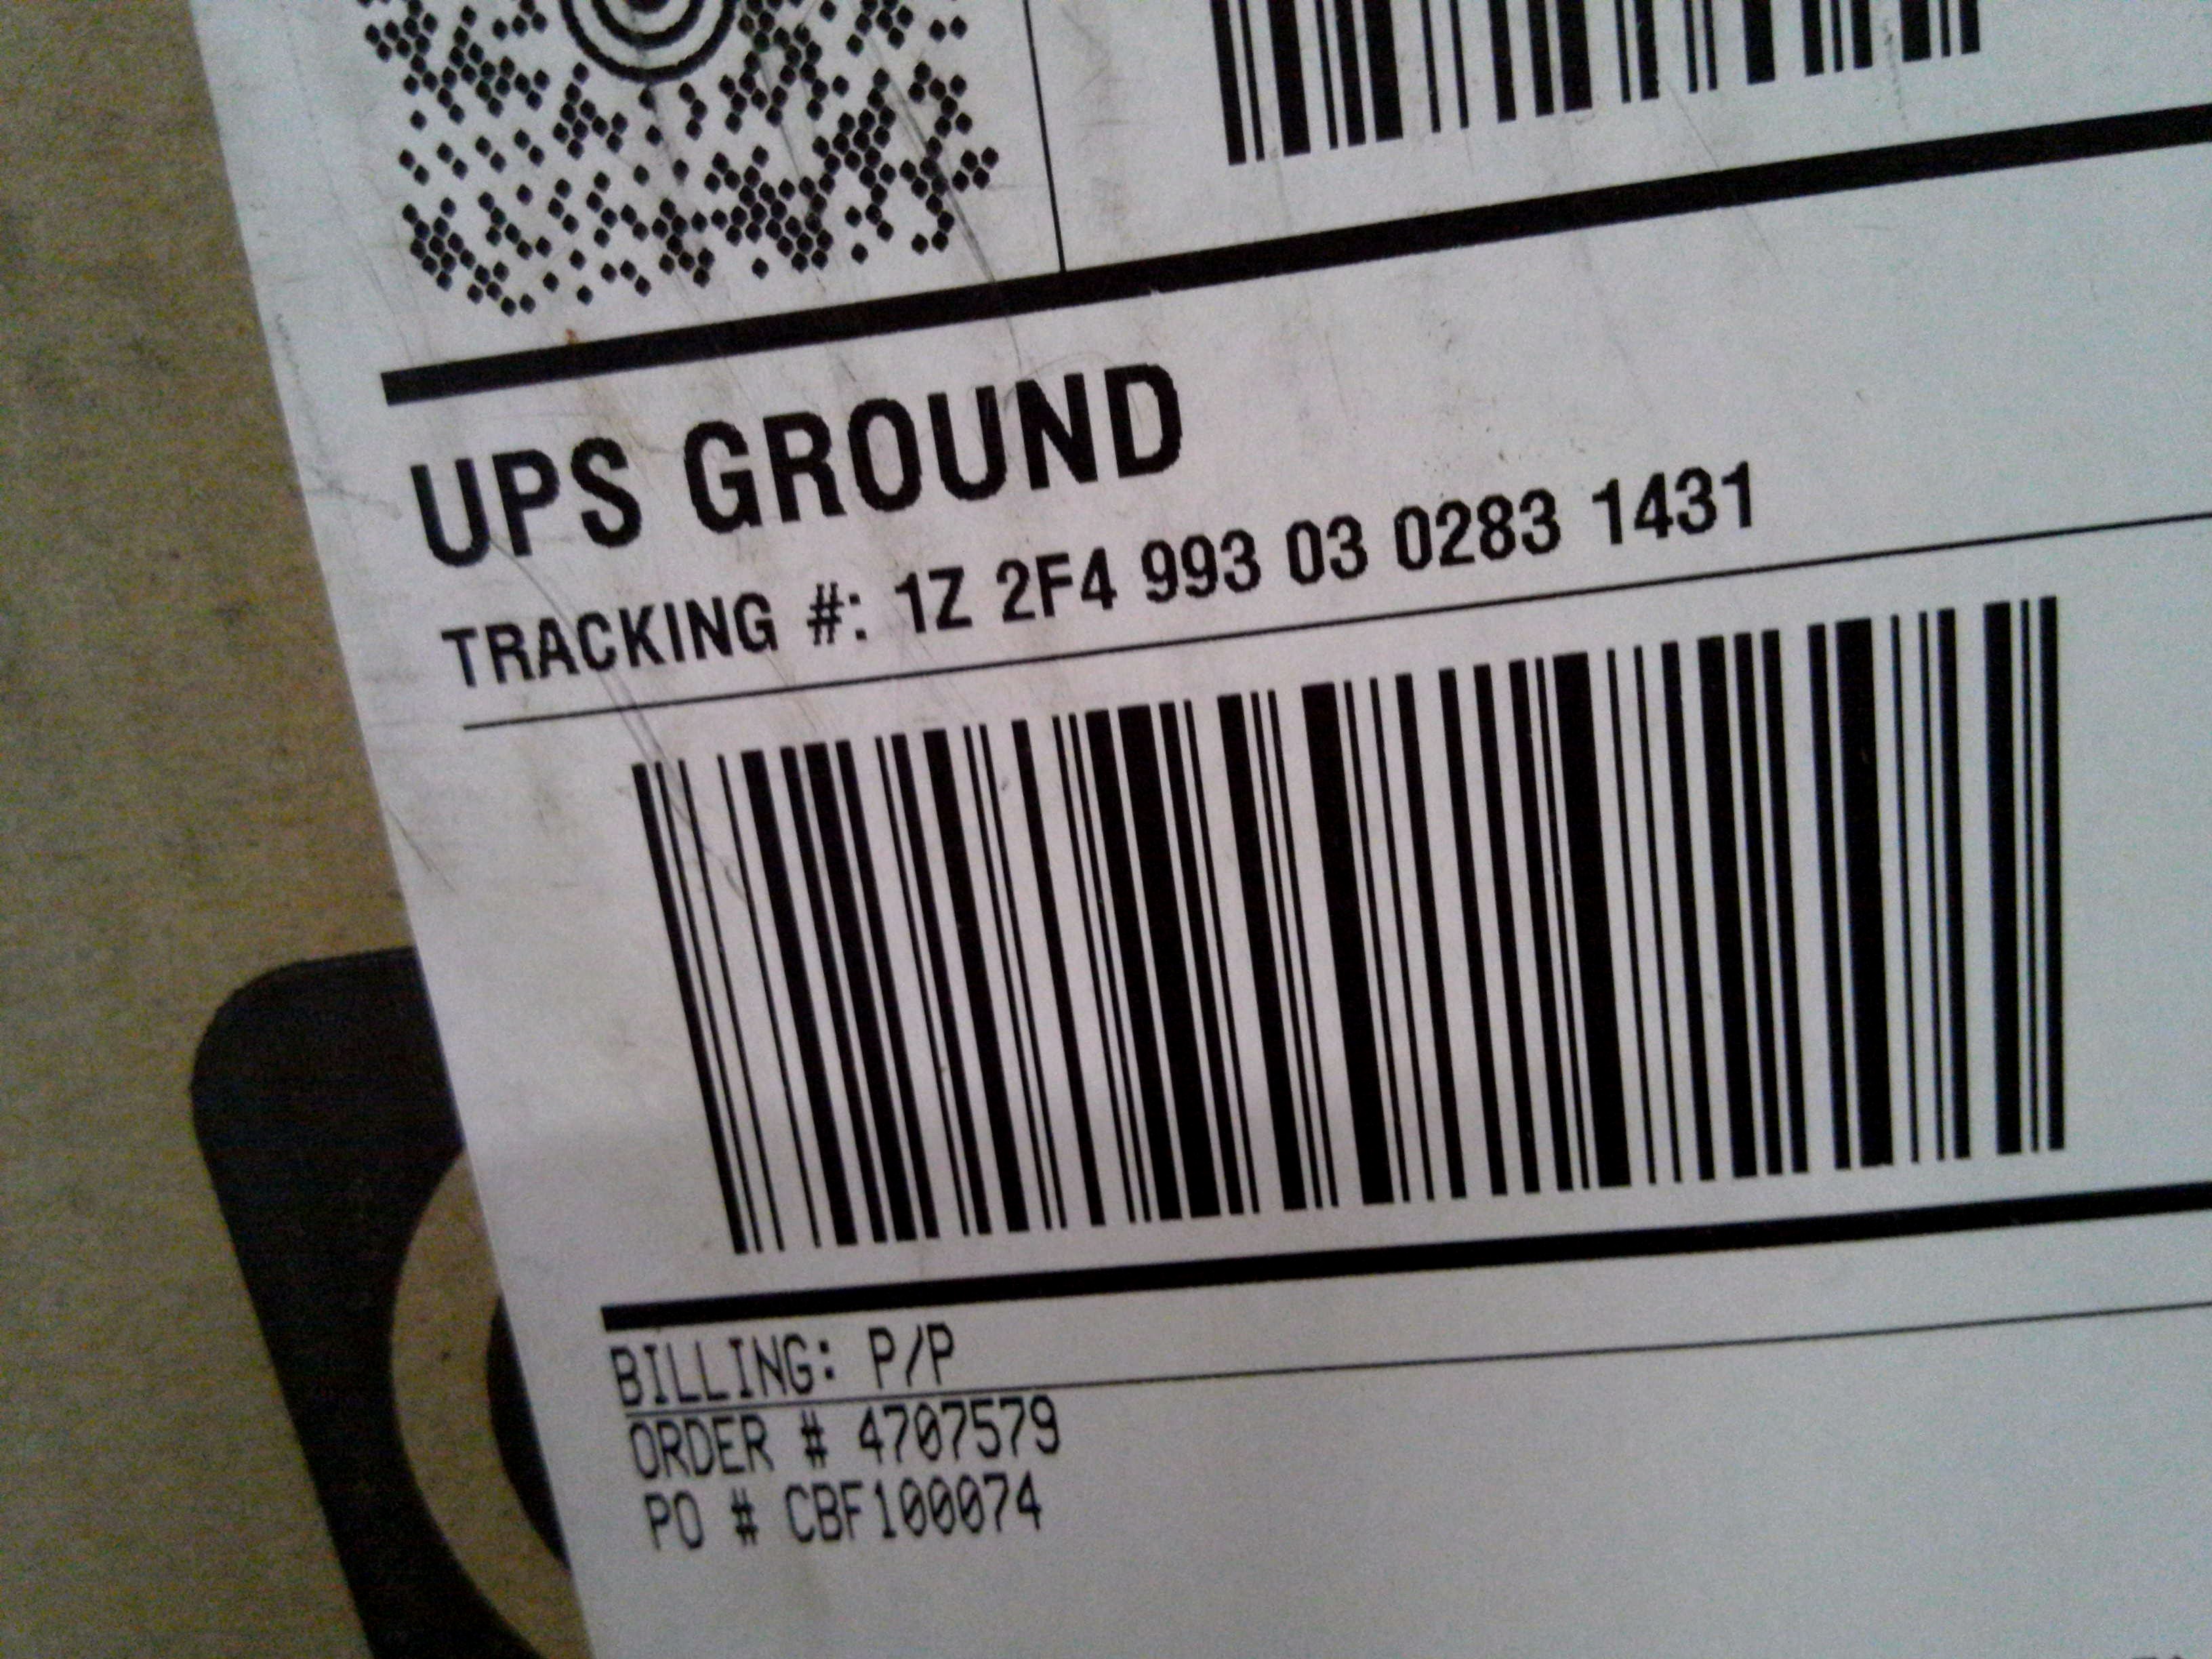 UPS GROUND
TRACKING #: 1Z 2F4 993 03 0283 1431
BILLING: P/P
ORDER # 4707579
PO # CBF100074